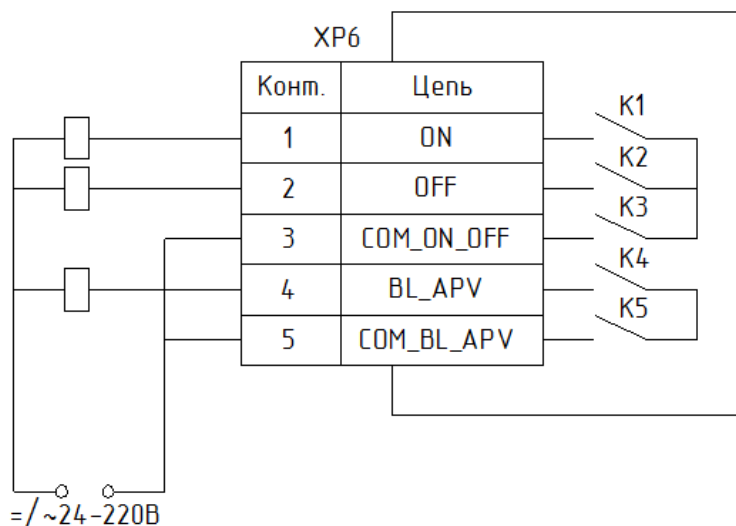 XP6
Конт. Цепь
1 ON K1
2 OFF K2
3 COM_ON_OFF K3
4 BL_APV K4
5 COM_BL_APV K5
=/~24-220В